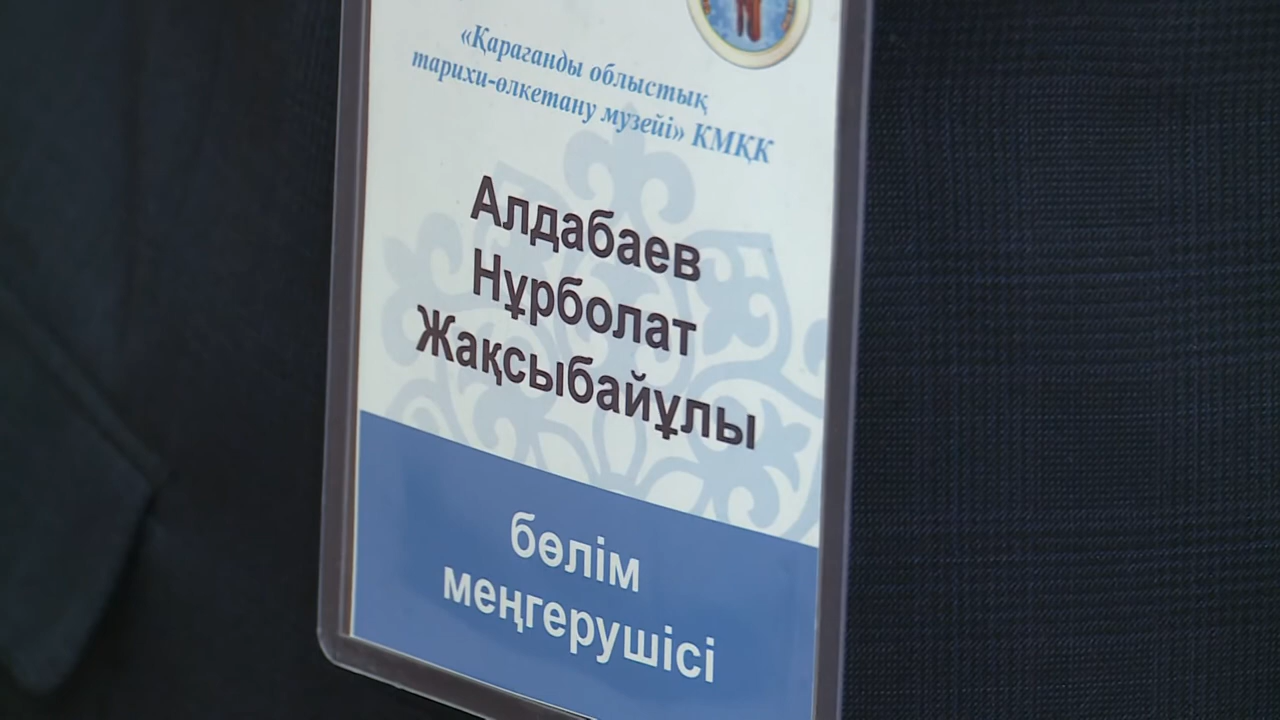 «Қарағанды облыстық
тарихи-өлкетану музейі» КМҚК
Алдабаев
Нұрболат
Жақсыбайұлы
бөлім
меңгерушісі